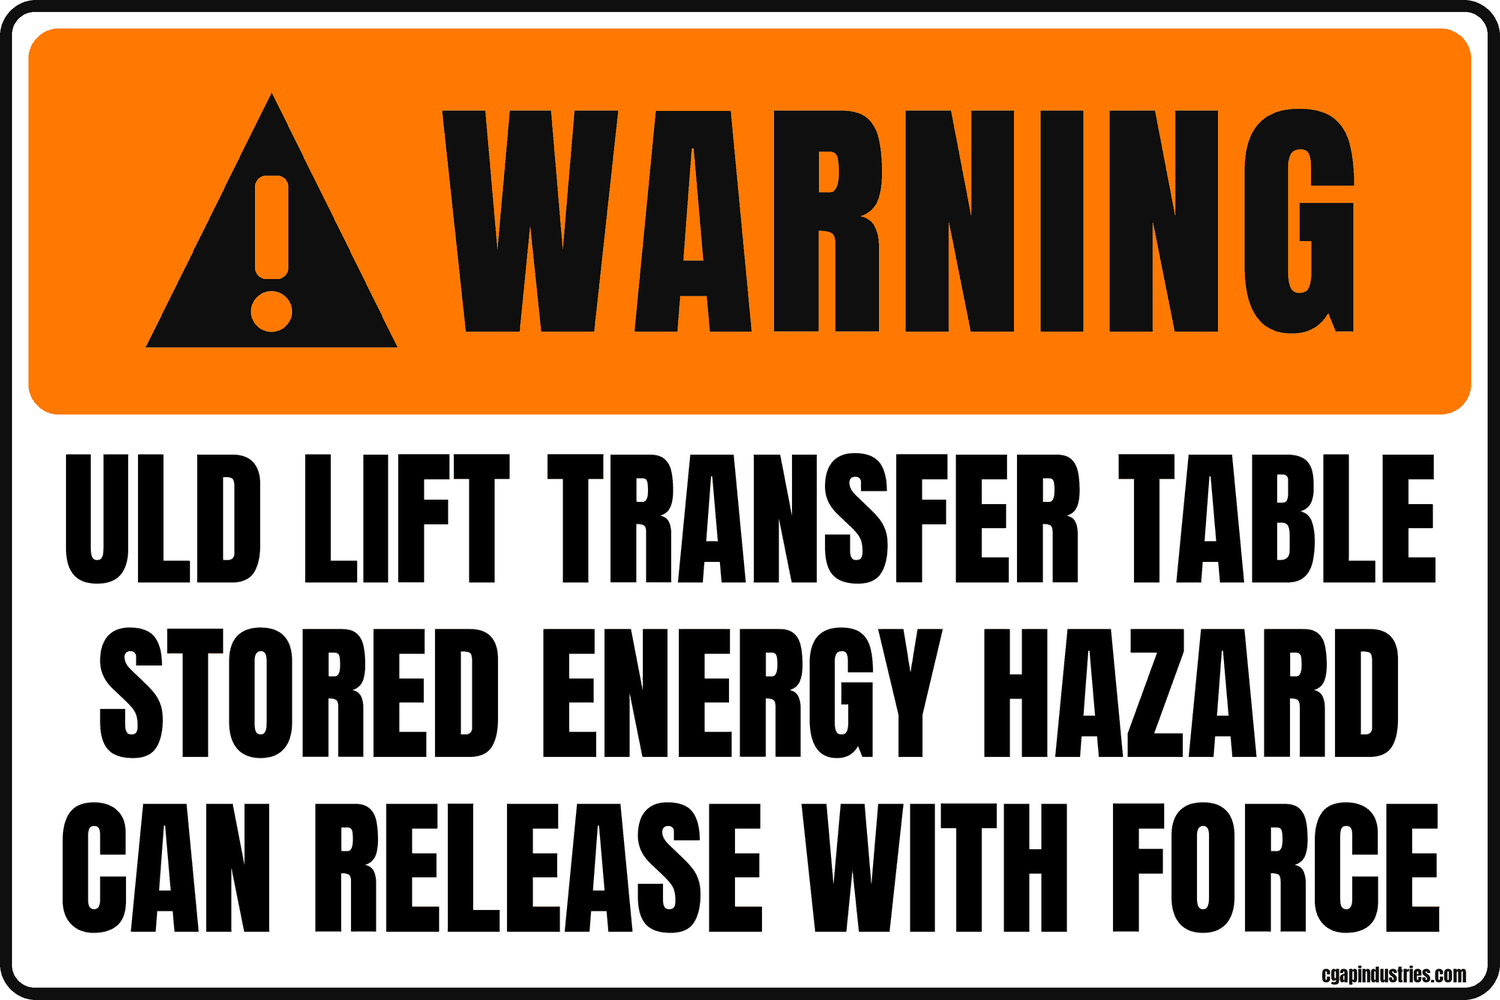 WARNING
ULD LIFT TRANSFER TABLE
STORED ENERGY HAZARD
CAN RELEASE WITH FORCE
cgapindustries.com